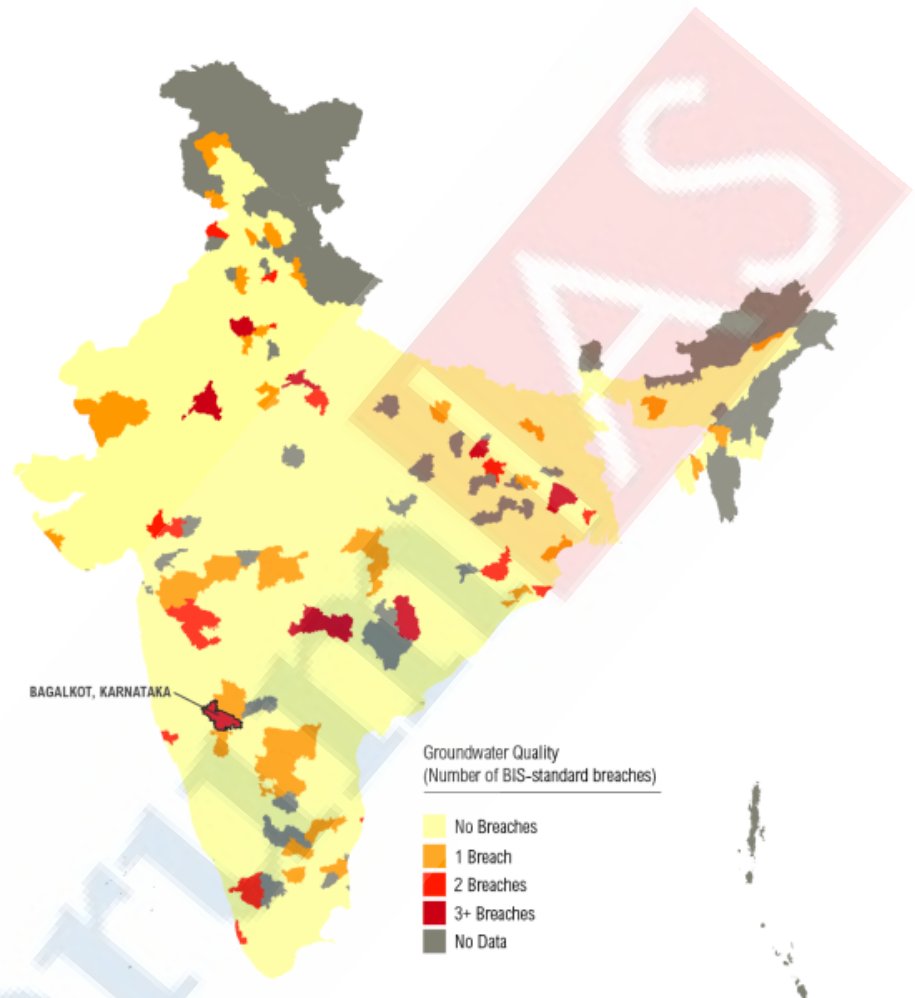 IAS
BAGALKOT, KARNATAKA
Groundwater Quality
(Number of BIS-standard breaches)
No Breaches
1 Breach
2 Breaches
3+ Breaches
No Data